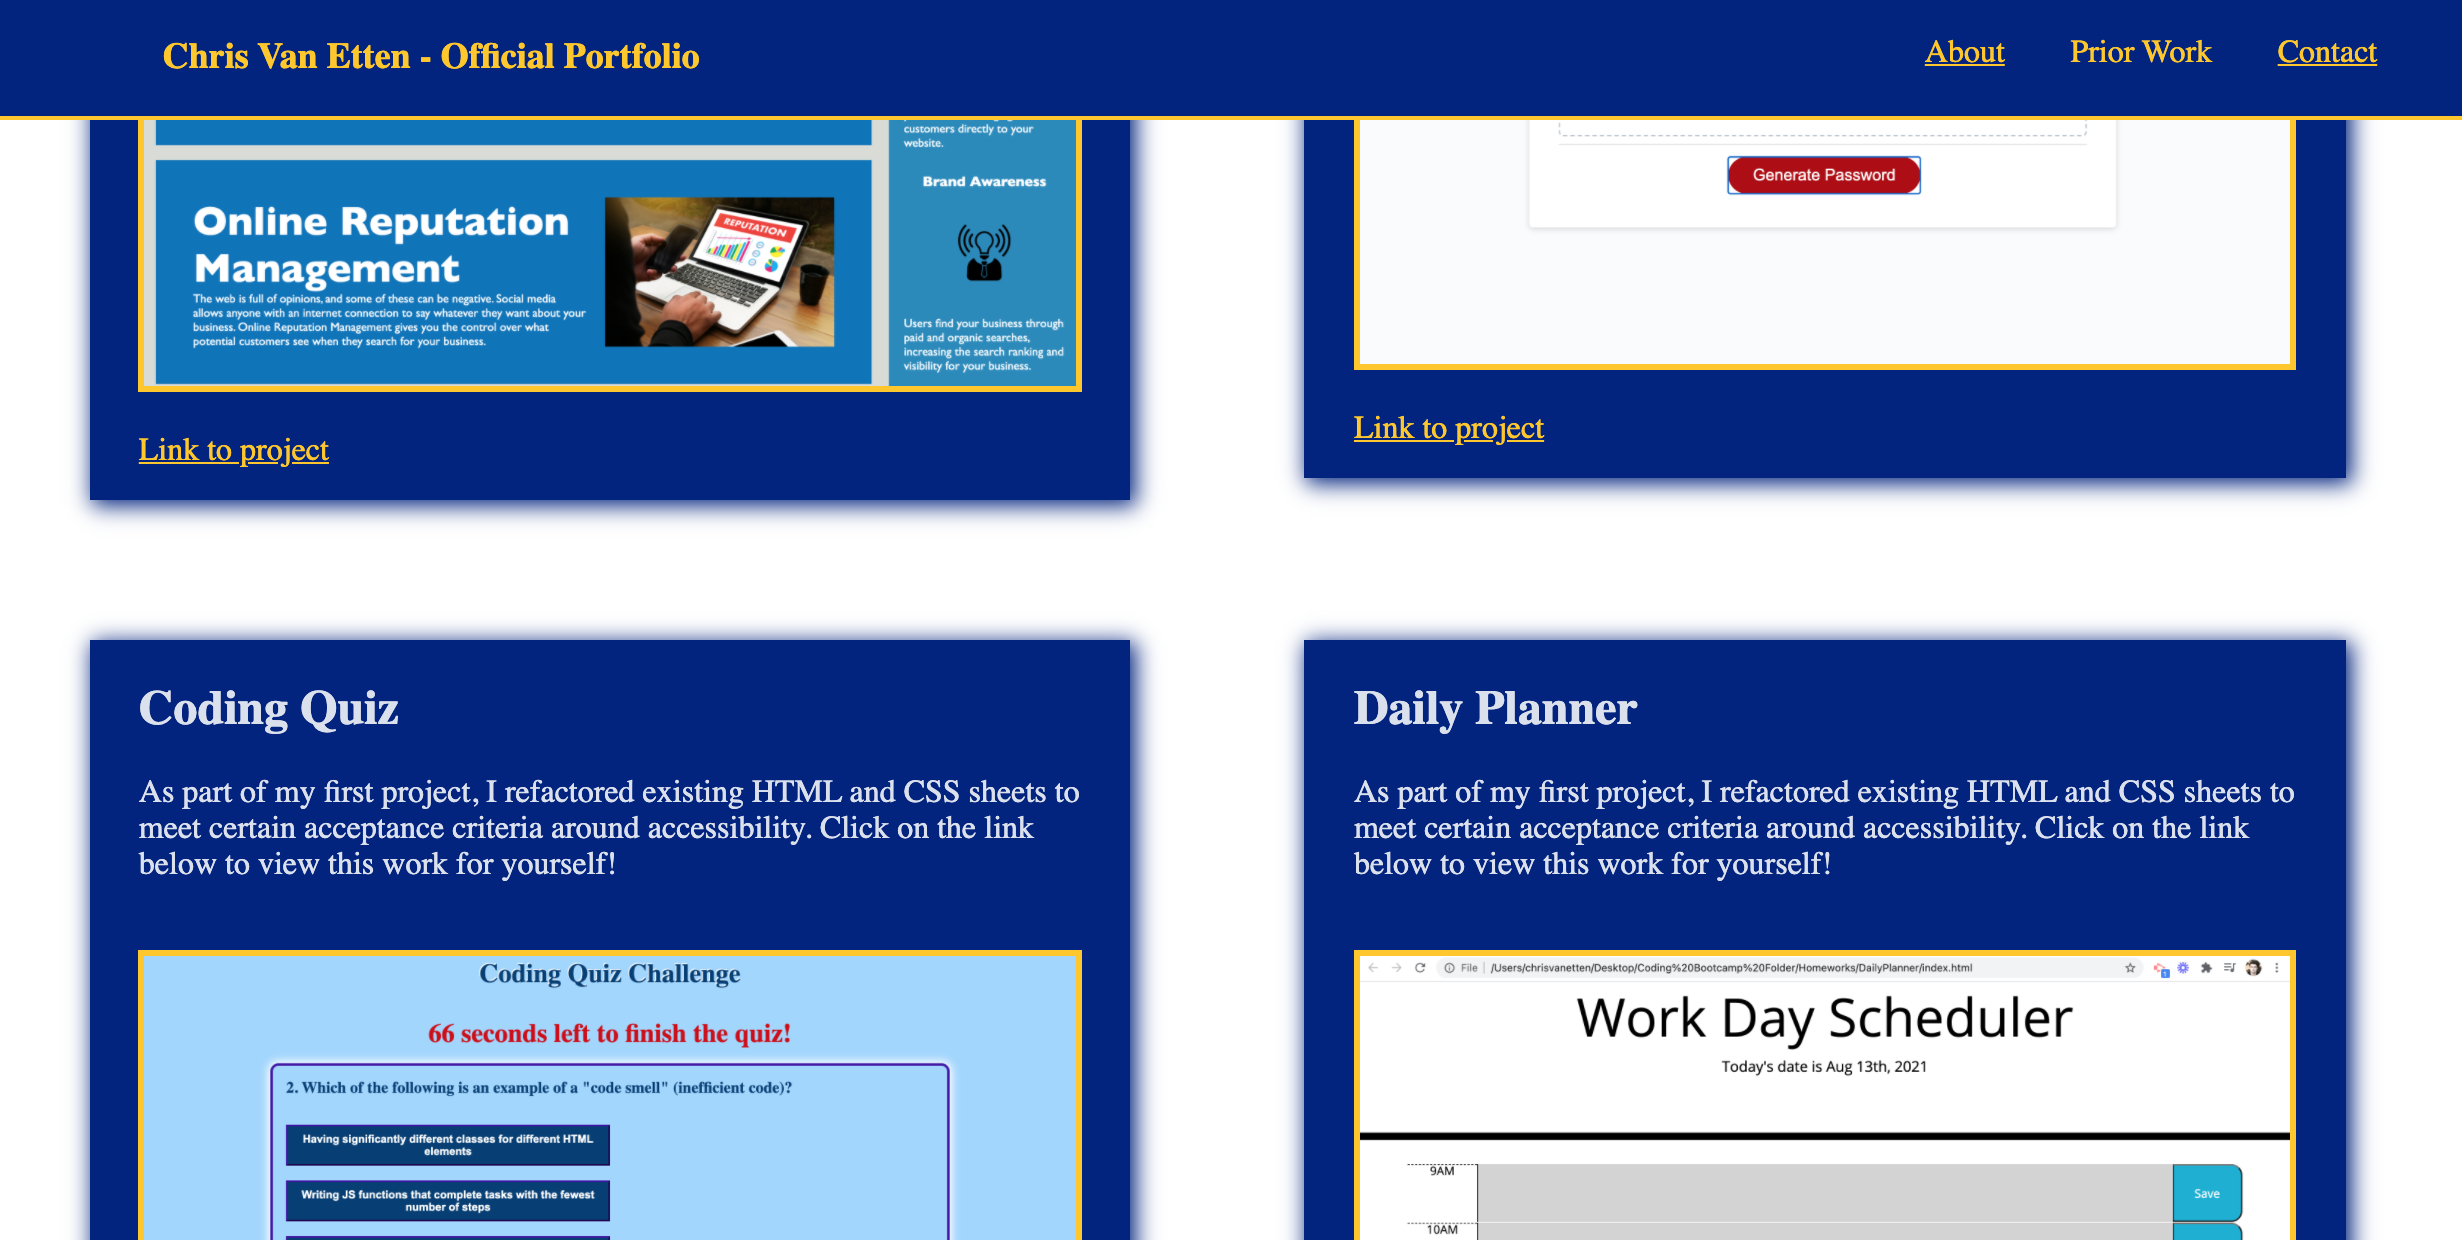 Chris Van Etten - Official Portfolio
About
Prior Work
Contact
customers directly to your
website.
Brand Awareness
Online Reputation
Management
The web is full of opinions, and some of these can be negative. Social media
allows anyone with an internet connection to say whatever they want about your
business. Online Reputation Management gives you the control over what
potential customers see when they search for your business.
REPUTATION
Users find your business through
paid and organic searches,
increasing the search ranking and
visibility for your business.
Link to project
Generate Password
Link to project
Coding Quiz
As part of my first project, I refactored existing HTML and CSS sheets to
meet certain acceptance criteria around accessibility. Click on the link
below to view this work for yourself!
Coding Quiz Challenge
66 seconds left to finish the quiz!
2. Which of the following is an example of a "code smell" (inefficient code)?
Having significantly different classes for different HTML
elements
Writing JS functions that complete tasks with the fewest
number of steps
Daily Planner
As part of my first project, I refactored existing HTML and CSS sheets to
meet certain acceptance criteria around accessibility. Click on the link
below to view this work for yourself!
File | /Users/chrisvanetten/Desktop/Coding%20Bootcamp%20Folder/Homeworks/DailyPlanner/index.html
1
Work Day Scheduler
Today's date is Aug 13th, 2021
9AM
Save
10AM